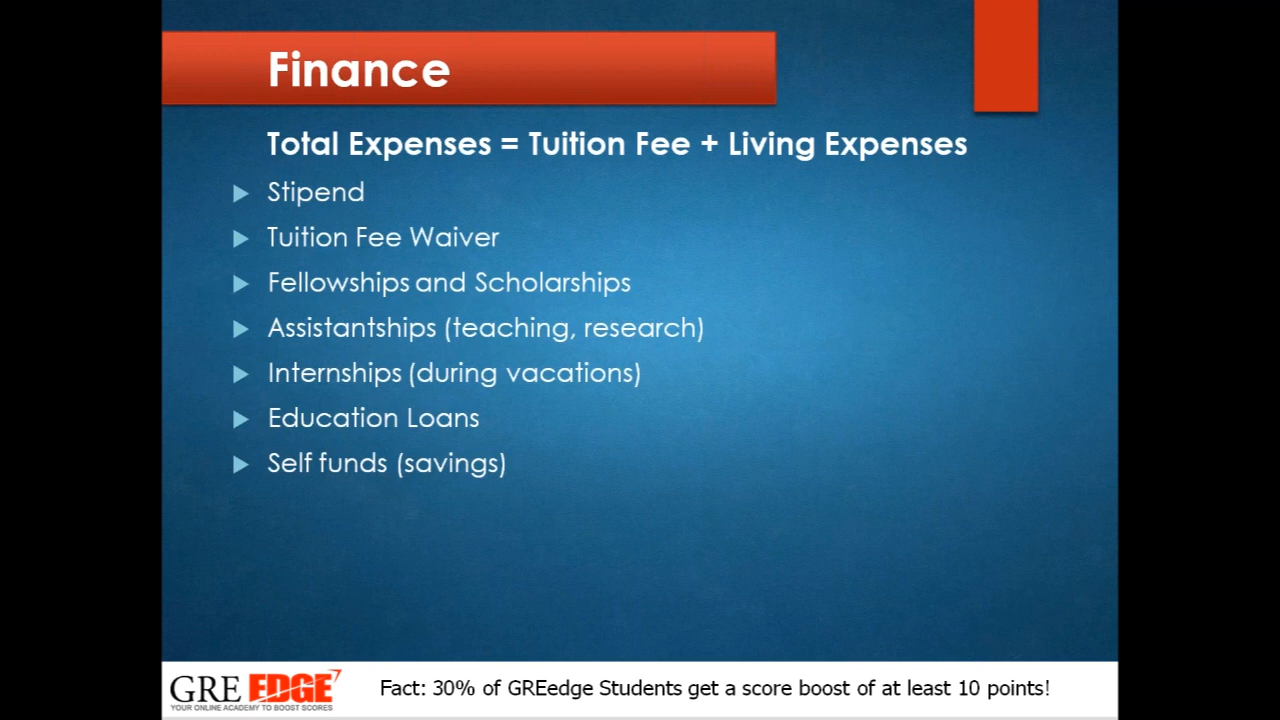 Finance
Total Expenses = Tuition Fee + Living Expenses
Stipend
Tuition Fee Waiver
Fellowships and Scholarships
Assistantships (teaching, research)
Internships (during vacations)
Education Loans
Self funds (savings)
GRE EDGE
YOUR ONLINE ACADEMY TO BOOST SCORES
Fact: 30% of GREedge Students get a score boost of at least 10 points!